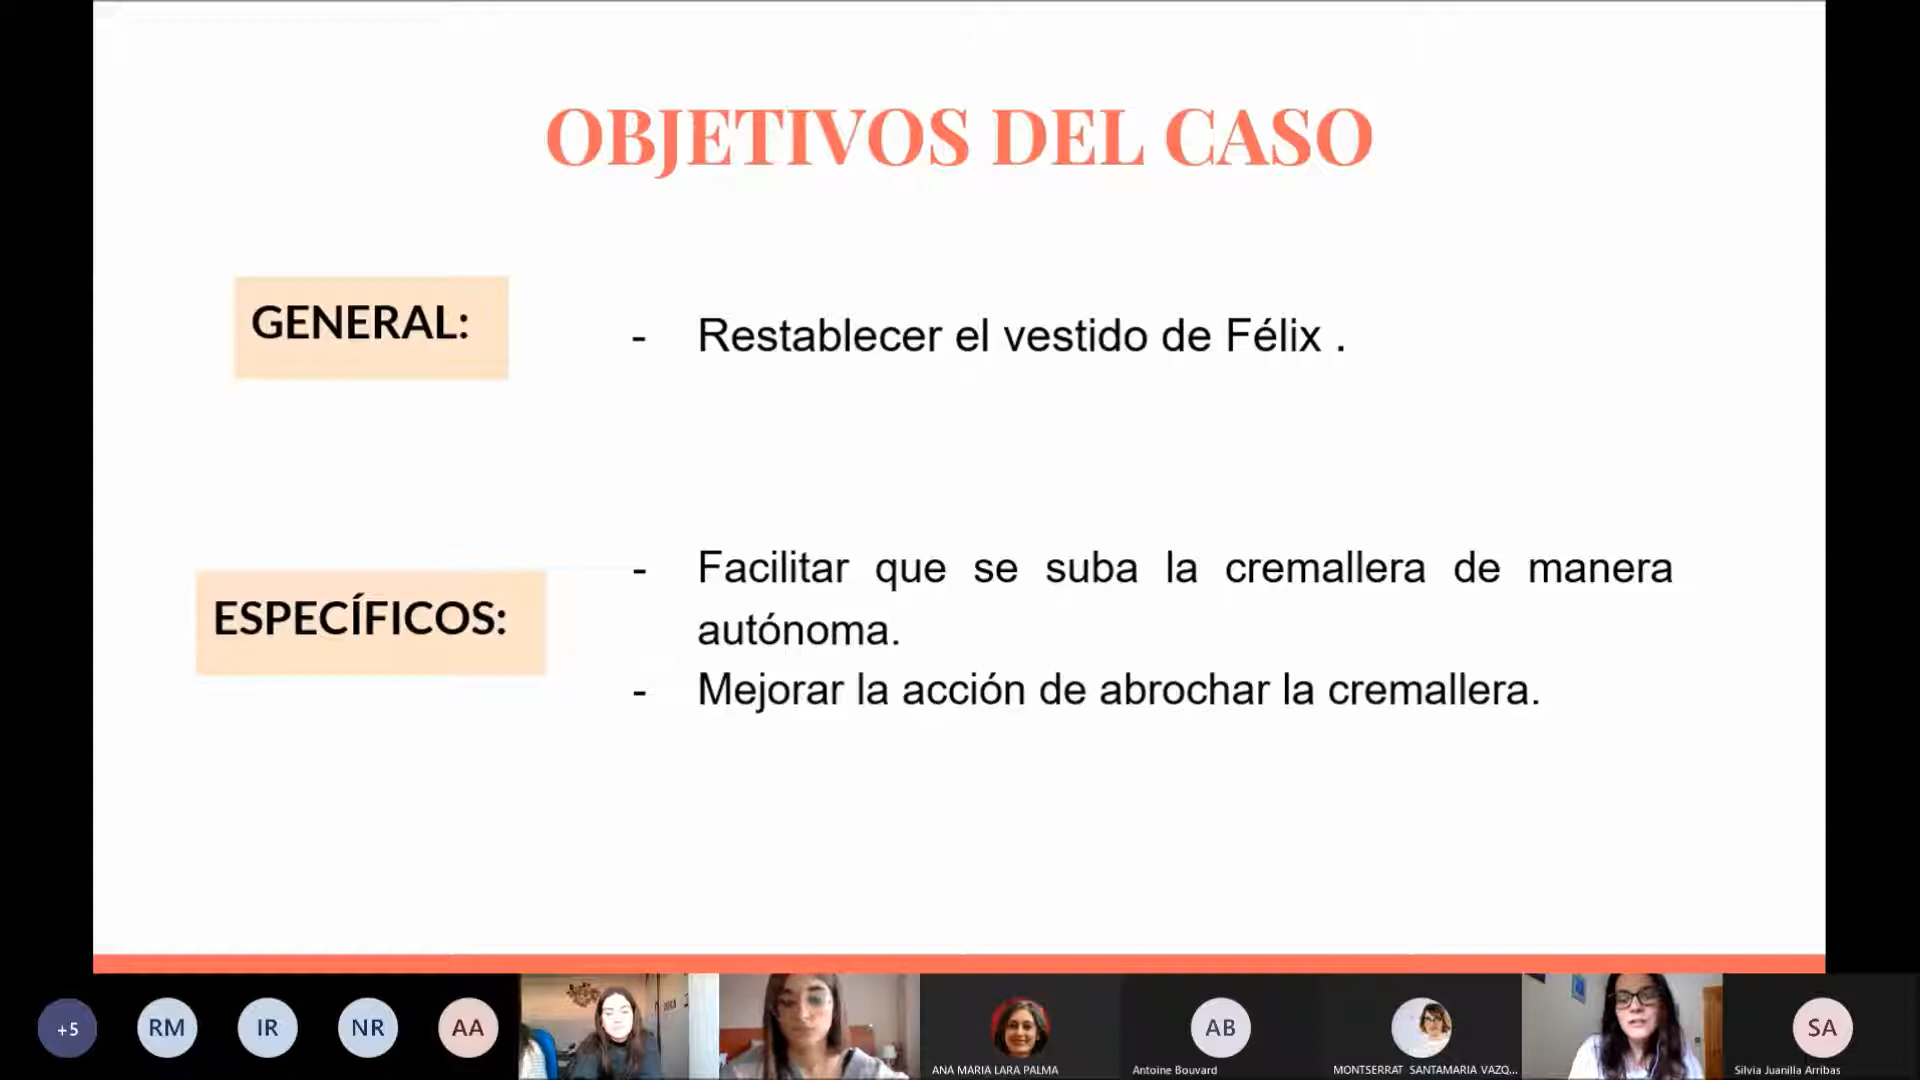 OBJETIVOS DEL CASO
GENERAL:
- Restablecer el vestido de Félix .
ESPECÍFICOS:
- Facilitar que se suba la cremallera de manera
autónoma.
- Mejorar la acción de abrochar la cremallera.
+5
RM
IR
NR
AA
ANA MARIA LARA PALMA
AB
Antoine Bouvard
MONTSERRAT SANTAMARIA VAZQ...
SA
Silvia Juanilla Arribas